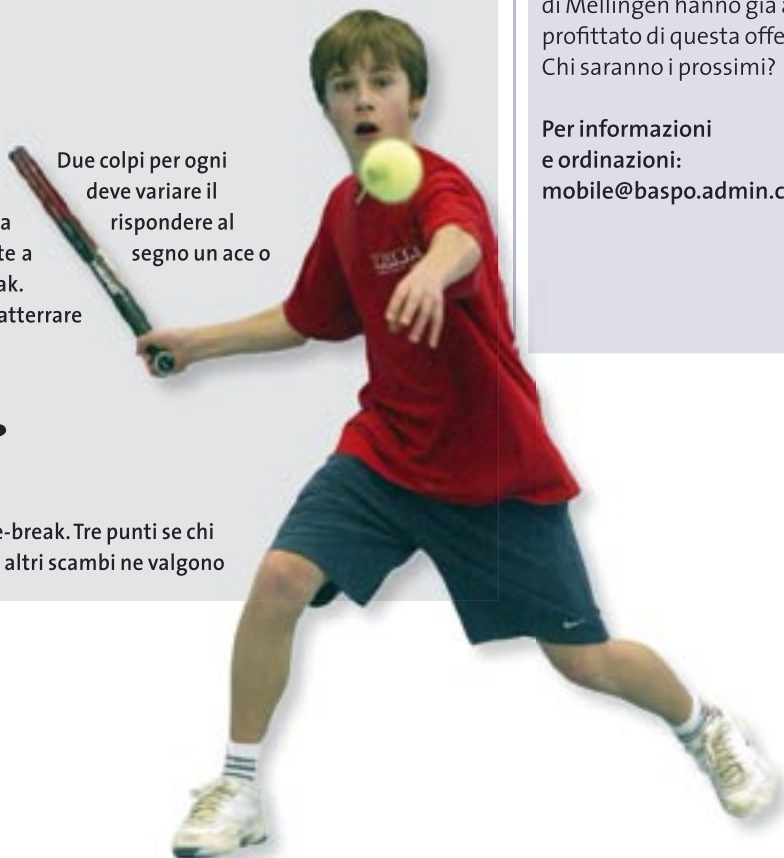 Due colpi per ogni
deve variare il
a rispondere al
te a segno un ace o
ak.
atterrare
e-break. Tre punti se chi
altri scambi ne valgono
di Mellingen hanno già a
profittato di questa offe
Chi saranno i prossimi?
Per informazioni
e ordinazioni:
mobile@baspo.admin.c